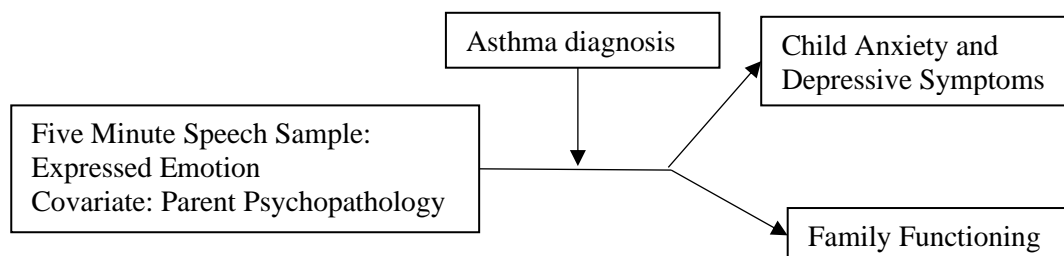 Asthma diagnosis
Child Anxiety and
Depressive Symptoms
Five Minute Speech Sample:
Expressed Emotion
Covariate: Parent Psychopathology
Family Functioning